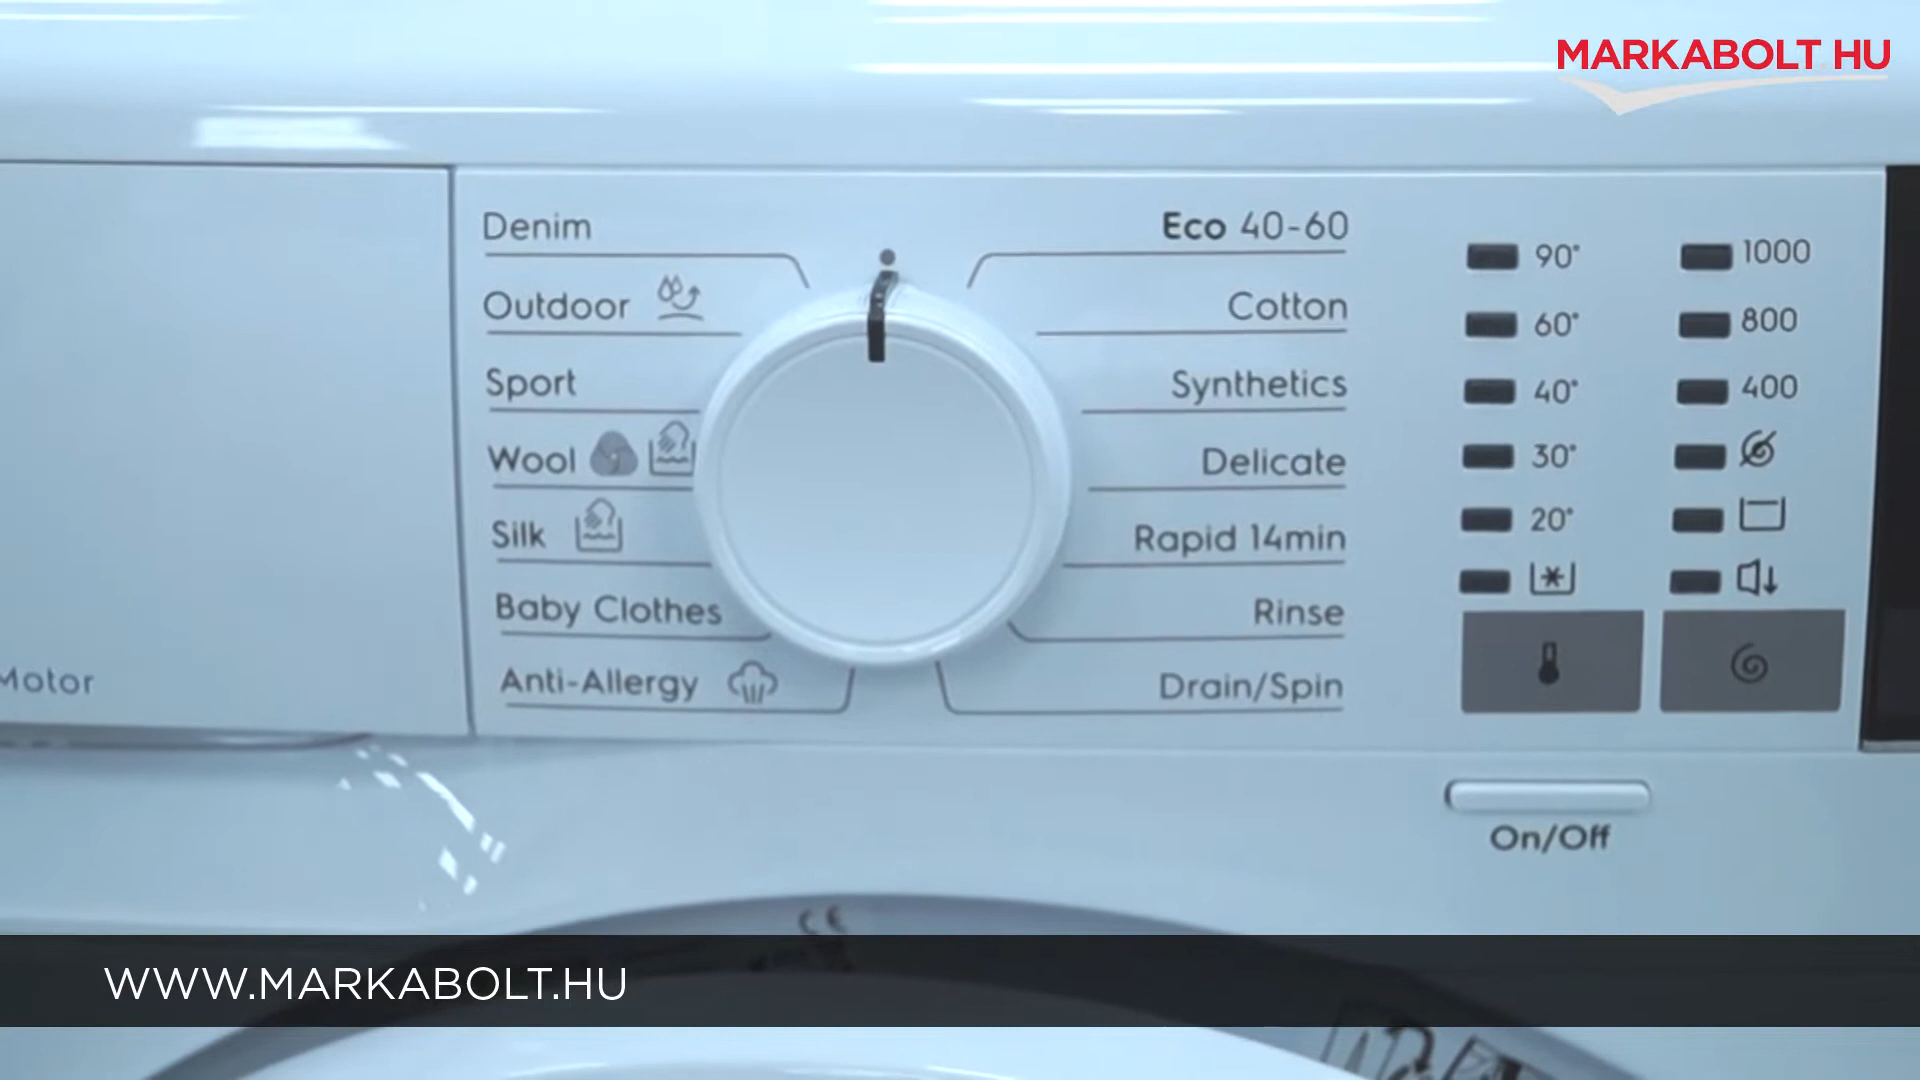 MARKABOLT HU
Denim
Outdoor
Sport
Wool
Silk
Baby Clothes
Anti-Allergy
Motor
Eco 40-60
Cotton
Synthetics
Delicate
Rapid 14min
Rinse
Drain/Spin
90°
60°
40°
30°
20°
1000
800
400
On/Off
CE
WWW.MARKABOLT.HU